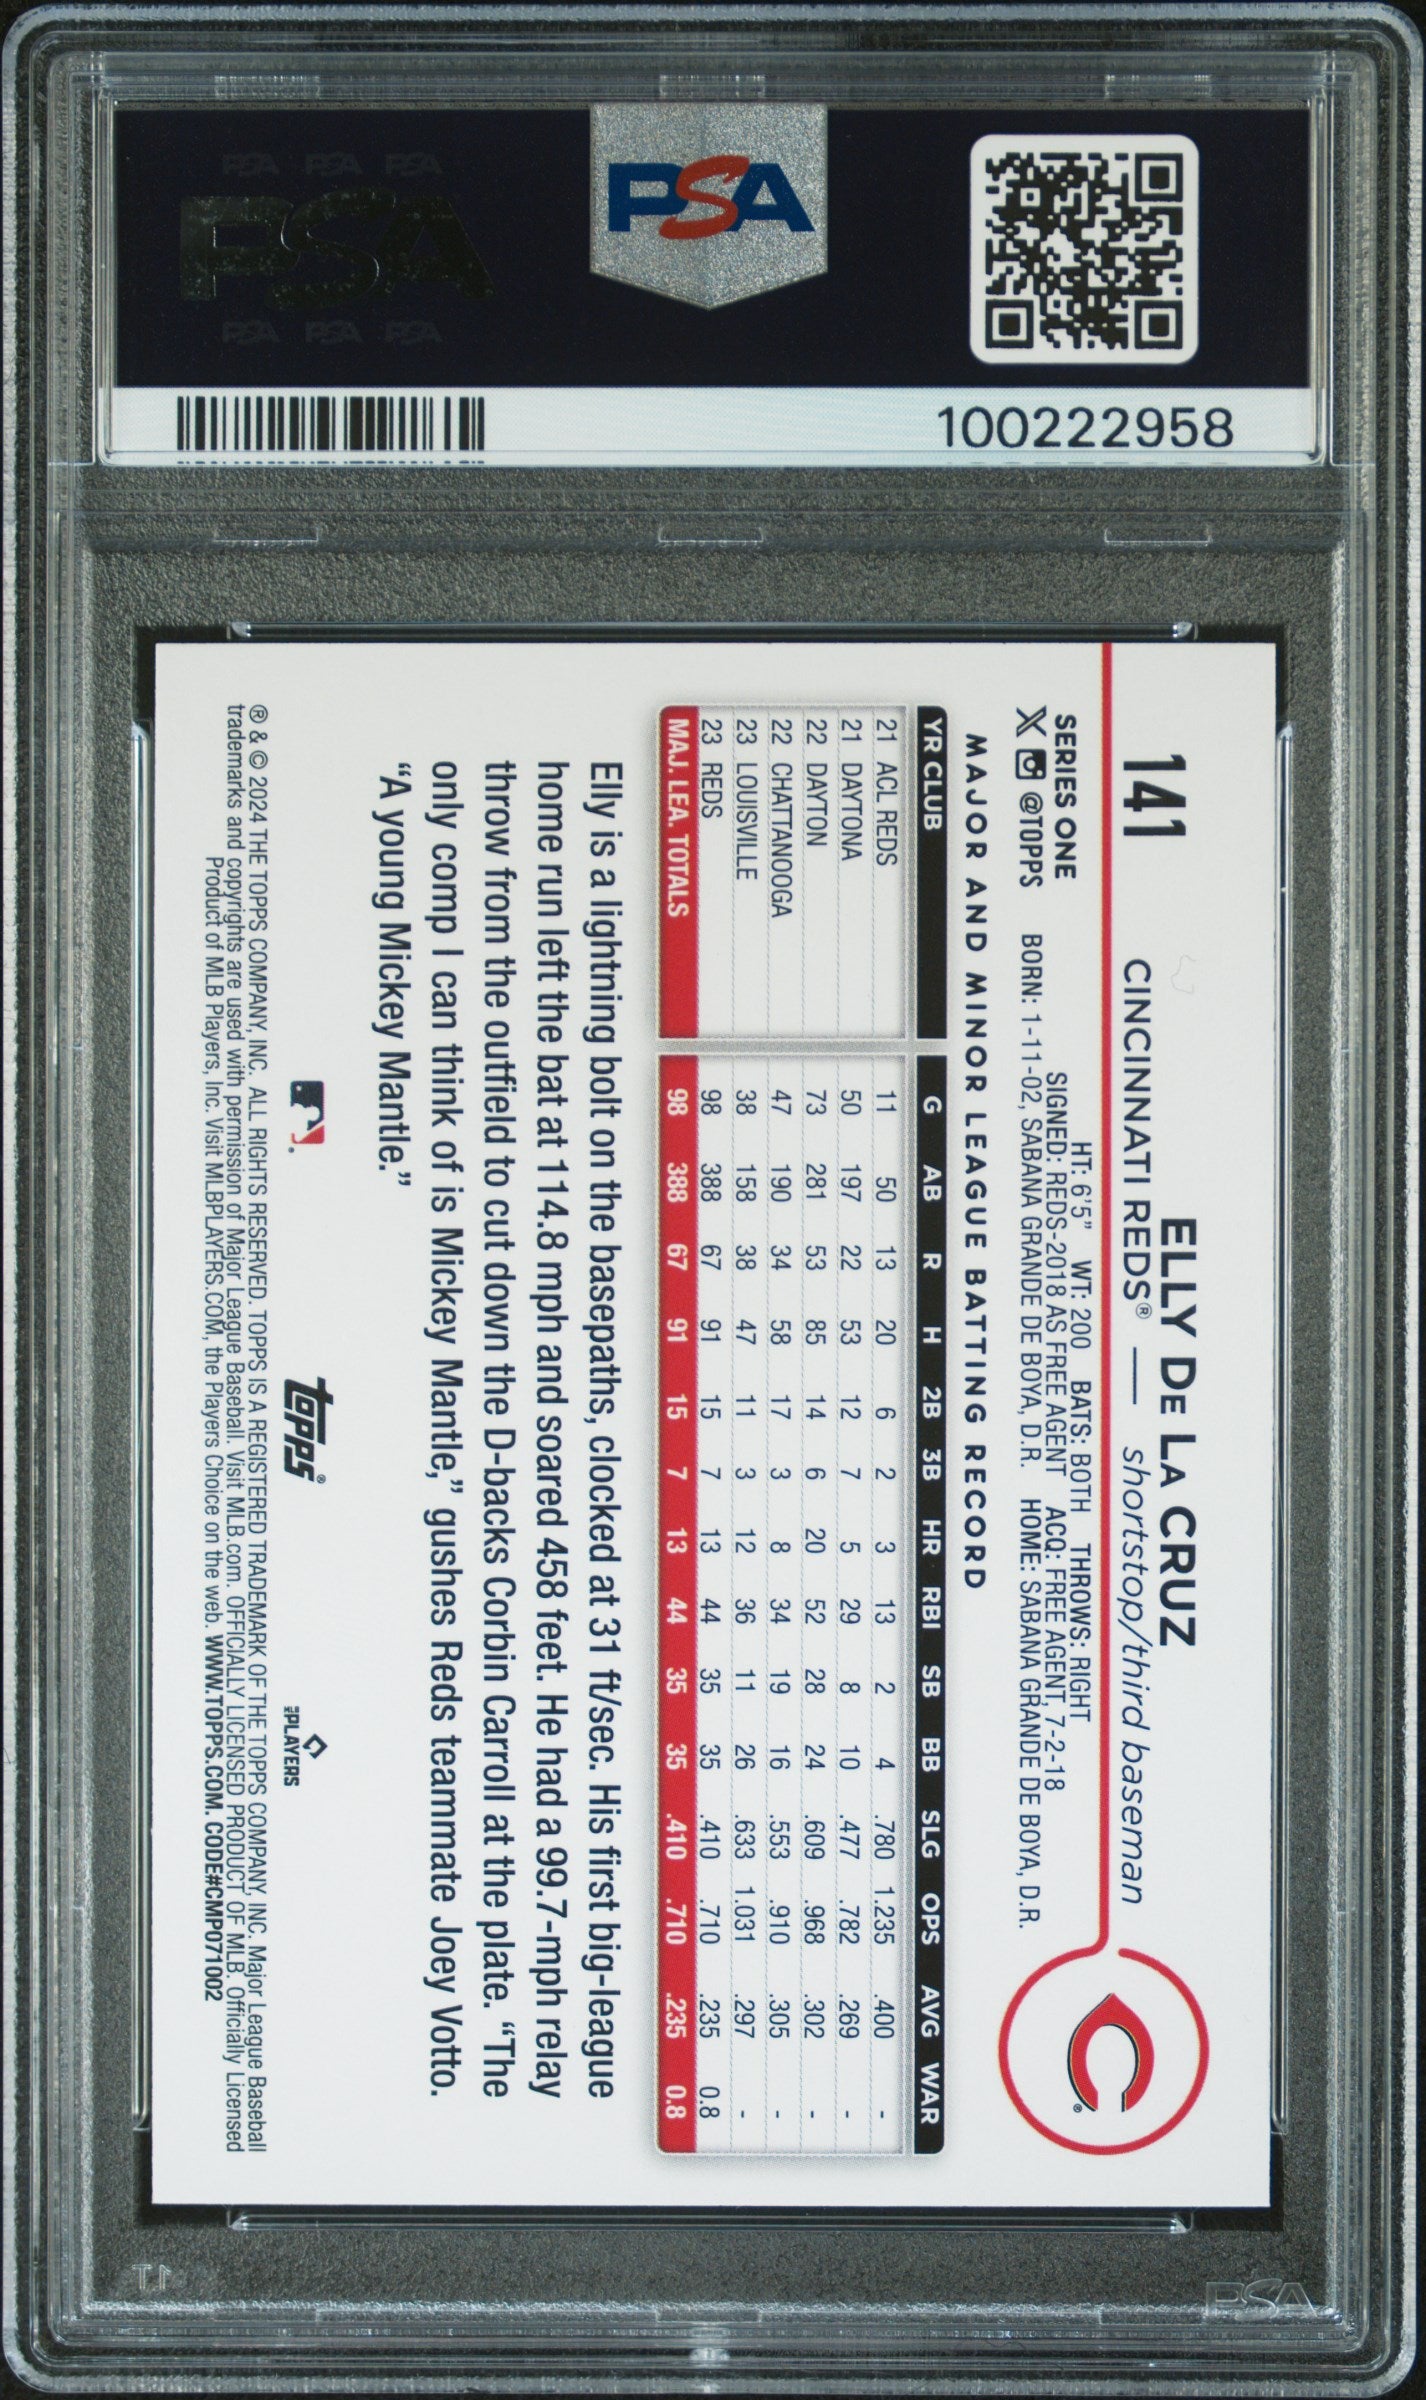 PSA PSA PSA
PSA
PSA PSA PSA
PSA
100222958
141
ELLY DE LA CRUZ
CINCINNATI REDS® — shortstop/third baseman
SERIES ONE
@TOPPS
HT: 6'5" WT: 200 BATS: BOTH THROWS: RIGHT
SIGNED: REDS-2018 AS FREE AGENT ACQ: FREE AGENT, 7-2-18
BORN: 1-11-02, SABANA GRANDE DE BOYA, D.R. HOME: SABANA GRANDE DE BOYA, D.R.
C®
MAJOR AND MINOR LEAGUE BATTING RECORD
YR CLUB G AB R H 2B 3B HR RBI SB BB SLG OPS AVG WAR
21 ACL REDS 11 50 13 20 6 2 3 13 2 4 .780 1.235 .400 -
21 DAYTONA 50 197 22 53 12 7 5 29 8 10 .477 .782 .269 -
22 DAYTON 73 281 53 85 14 6 20 52 28 24 .609 .968 .302 -
22 CHATTANOOGA 47 190 34 58 17 3 8 34 19 16 .553 .910 .305 -
23 LOUISVILLE 38 158 38 47 11 3 12 36 11 26 .633 1.031 .297 -
23 REDS 98 388 67 91 15 7 13 44 35 35 .410 .710 .235 0.8
MAJ. LEA. TOTALS 98 388 67 91 15 7 13 44 35 35 .410 .710 .235 0.8
Elly is a lightning bolt on the basepaths, clocked at 31 ft/sec. His first big-league
home run left the bat at 114.8 mph and soared 458 feet. He had a 99.7-mph relay
throw from the outfield to cut down the D-backs Corbin Carroll at the plate. “The
only comp I can think of is Mickey Mantle,” gushes Reds teammate Joey Votto.
“A young Mickey Mantle.”
topps®
PLAYERS
® & © 2024 THE TOPPS COMPANY, INC. ALL RIGHTS RESERVED. TOPPS IS A REGISTERED TRADEMARK OF THE TOPPS COMPANY, INC. Major League Baseball
trademarks and copyrights are used with permission of Major League Baseball. Visit MLB.com. OFFICIALLY LICENSED PRODUCT OF MLB. Officially Licensed
Product of MLB Players, Inc. Visit MLBPLAYERS.COM, the Players Choice on the web. WWW.TOPPS.COM. CODE#CMP071002
PSA